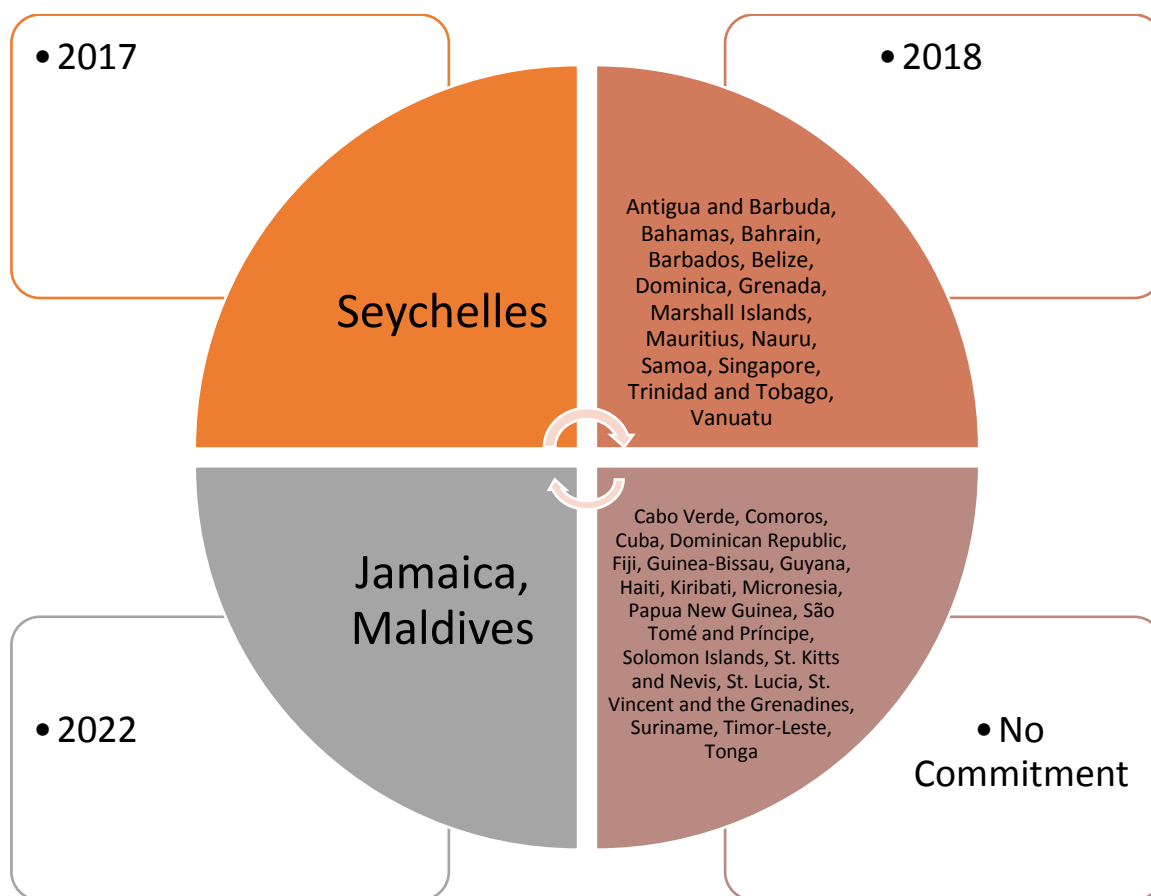 • 2017
• 2018
Seychelles
Antigua and Barbuda,
Bahamas, Bahrain,
Barbados, Belize,
Dominica, Grenada,
Marshall Islands,
Mauritius, Nauru,
Samoa, Singapore,
Trinidad and Tobago,
Vanuatu
Jamaica,
Maldives
Cabo Verde, Comoros,
Cuba, Dominican Republic,
Fiji, Guinea-Bissau, Guyana,
Haiti, Kiribati, Micronesia,
Papua New Guinea, São
Tomé and Príncipe,
Solomon Islands, St. Kitts
and Nevis, St. Lucia, St.
Vincent and the Grenadines,
Suriname, Timor-Leste,
Tonga
• 2022
• No
Commitment